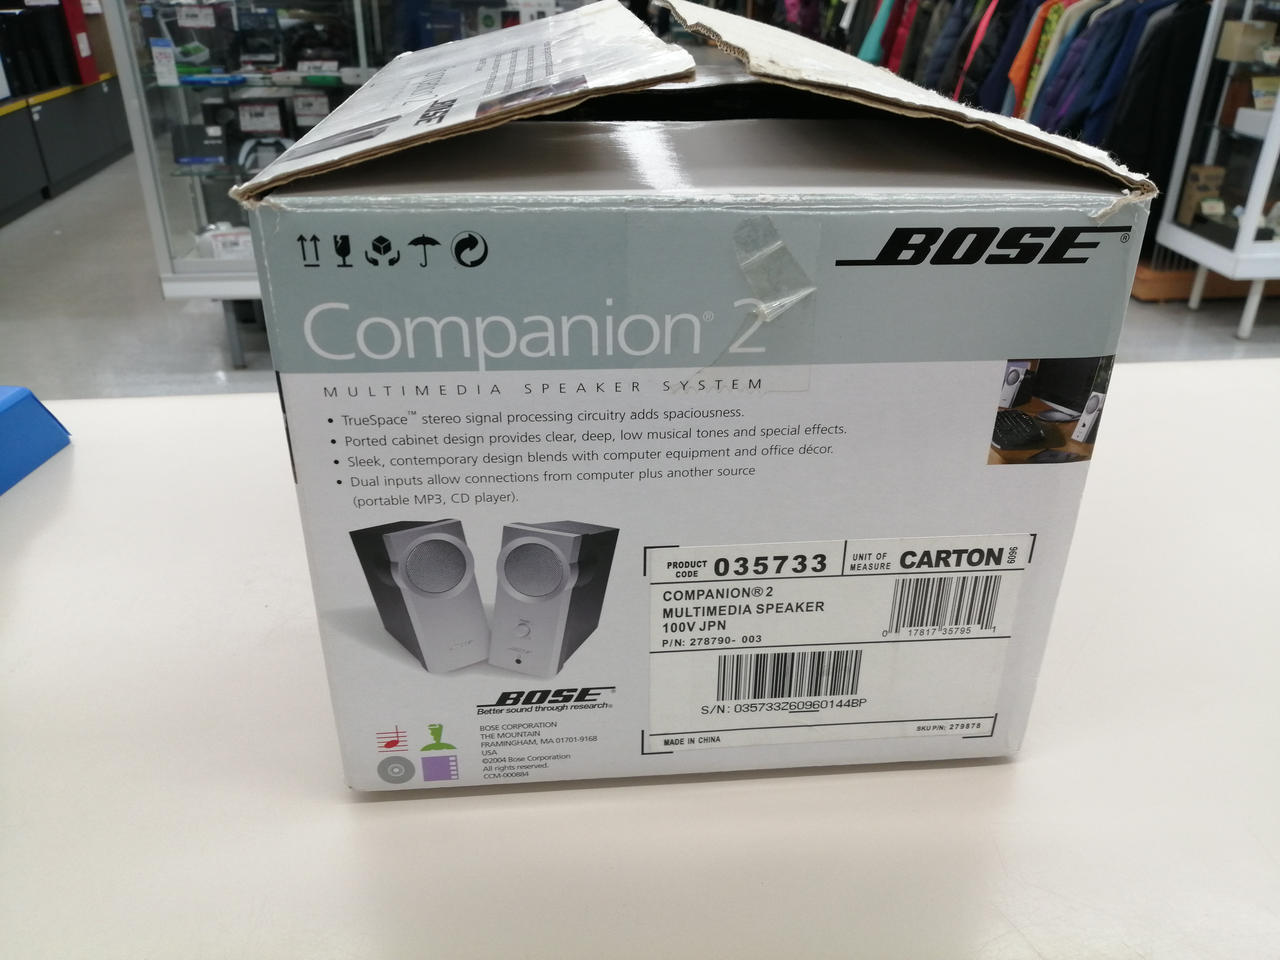 BOSE
BOSE®
Companion® 2
MULTIMEDIA SPEAKER SYSTEM
• TrueSpace™ stereo signal processing circuitry adds spaciousness.
• Ported cabinet design provides clear, deep, low musical tones and special effects.
• Sleek, contemporary design blends with computer equipment and office décor.
• Dual inputs allow connections from computer plus another source
(portable MP3, CD player).
PRODUCT CODE 035733
UNIT OF MEASURE CARTON
9609
COMPANION®2
MULTIMEDIA SPEAKER
100V JPN
P/N: 278790- 003
0 17817 35795 1
S/N: 035733Z60960144BP
MADE IN CHINA
SKU P/N: 279878
BOSE
BOSE®
Better sound through research®
BOSE CORPORATION
THE MOUNTAIN
FRAMINGHAM, MA 01701-9168
USA
©2004 Bose Corporation
All rights reserved.
CCM-000884